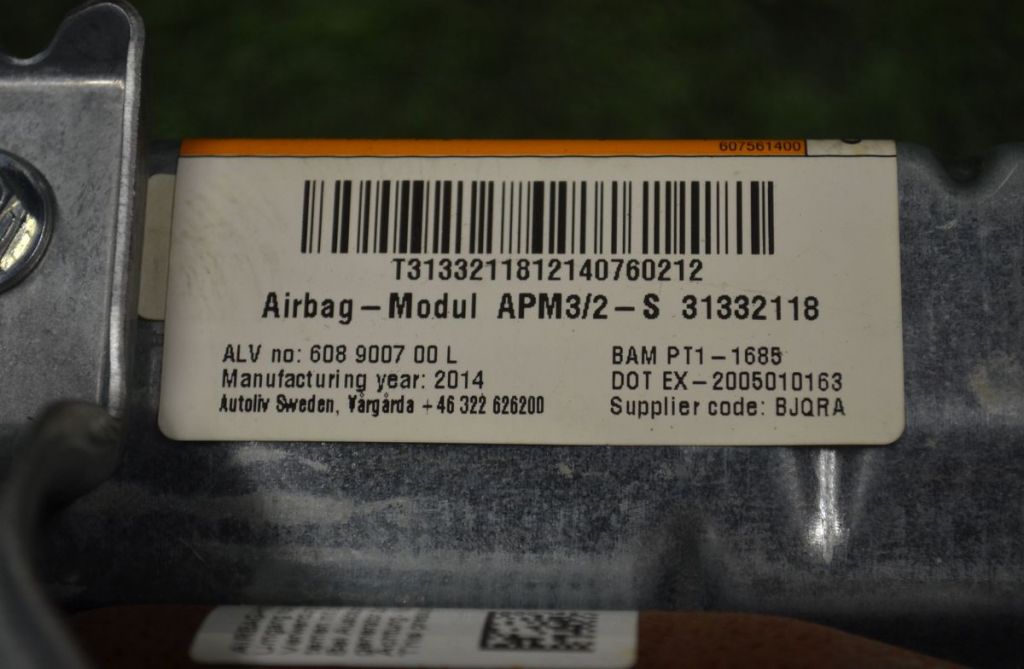 607561400
T3133211812140760212
Airbag-Modul APM3/2-S 31332118
ALV no: 608 9007 00 L
BAM PT1-1685
Manufacturing year: 2014
DOT EX-2005010163
Autoliv Sweden, Vårgårda +46 322 626200
Supplier code: BJQRA